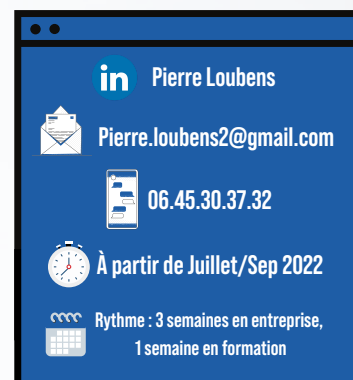 in Pierre Loubens
Pierre.loubens2@gmail.com
06.45.30.37.32
À partir de Juillet/Sep 2022
Rythme : 3 semaines en entreprise,
1 semaine en formation